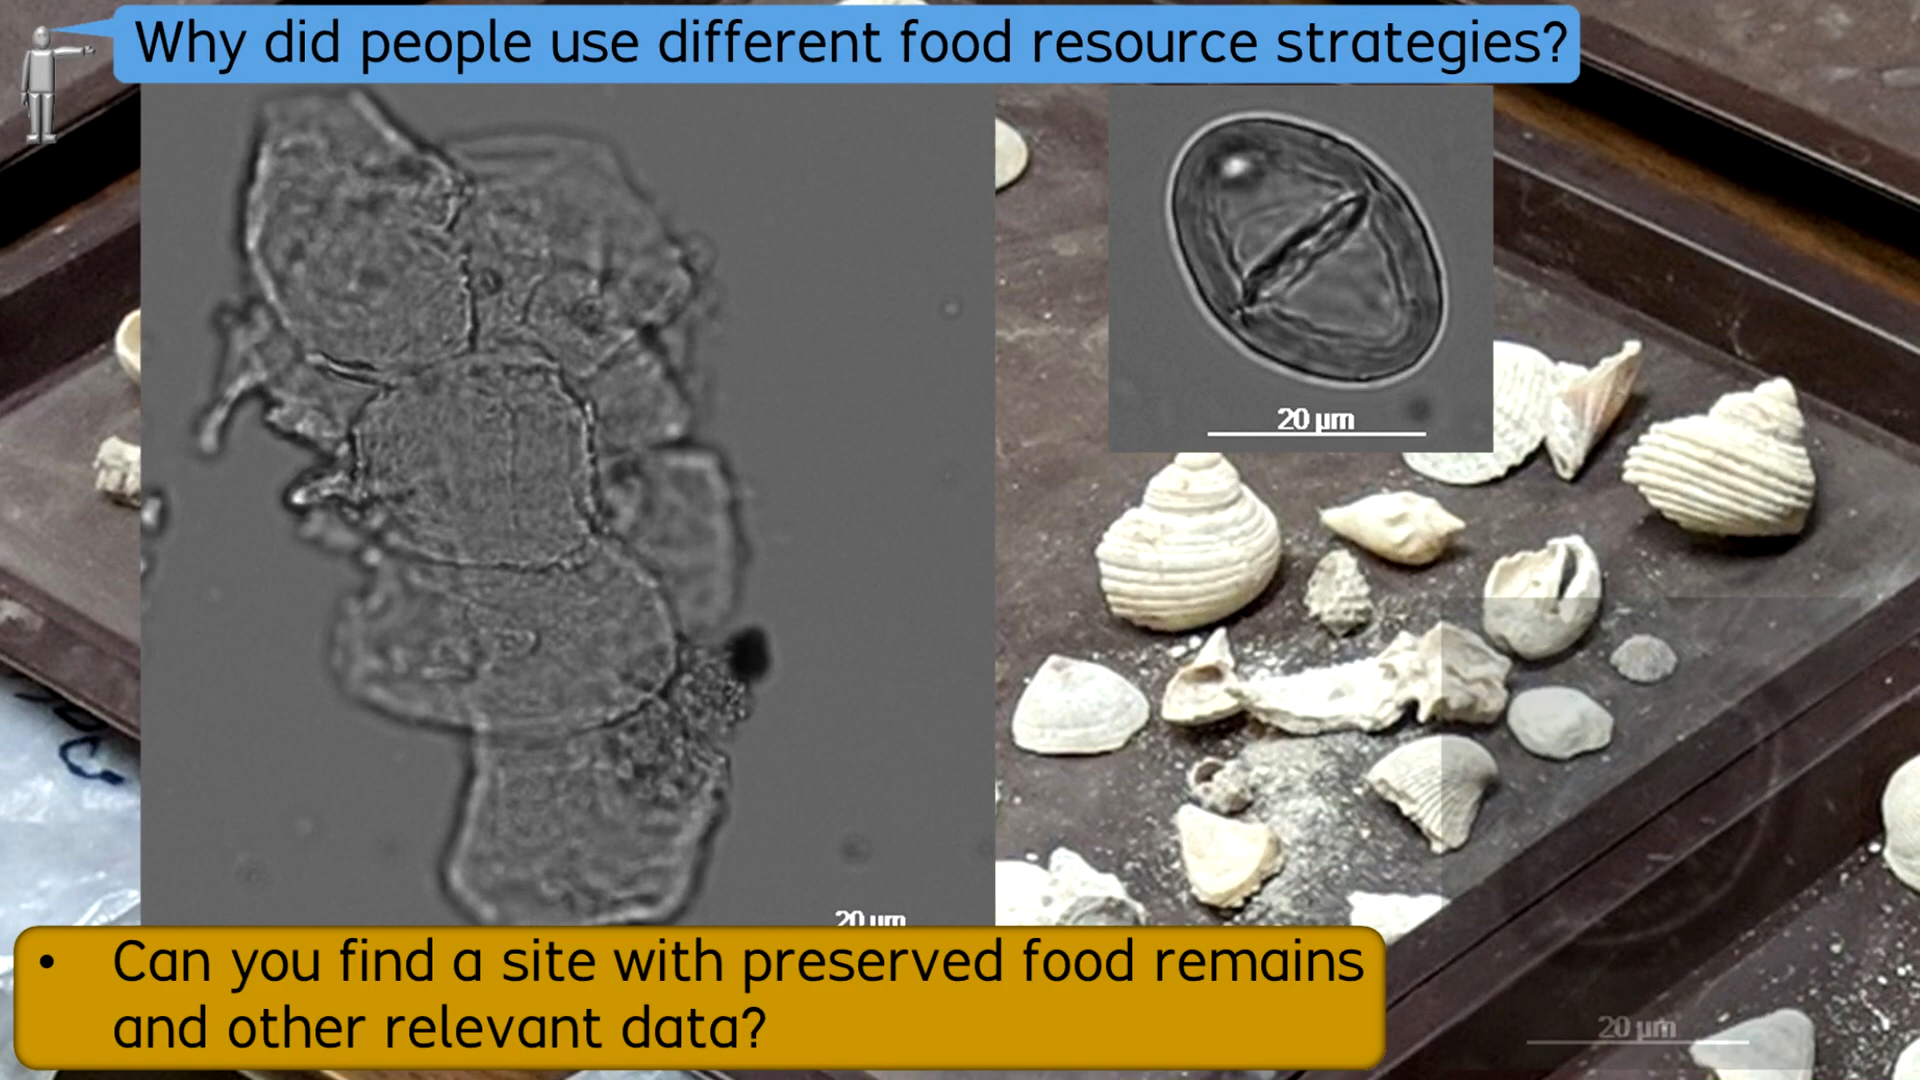 Why did people use different food resource strategies?
20 µm
20 µm
• Can you find a site with preserved food remains
and other relevant data?
20 µm